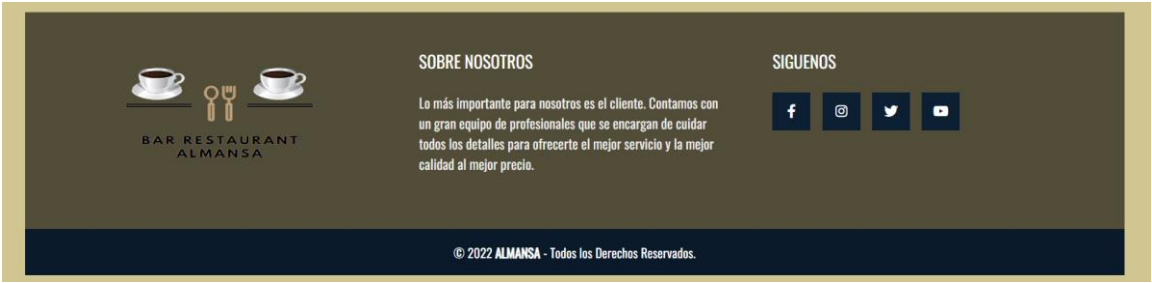 BAR RESTAURANT
ALMANSA
SOBRE NOSOTROS
Lo más importante para nosotros es el cliente. Contamos con
un gran equipo de profesionales que se encargan de cuidar
todos los detalles para ofrecerte el mejor servicio y la mejor
calidad al mejor precio.
SIGUENOS
© 2022 ALMANSA - Todos los Derechos Reservados.